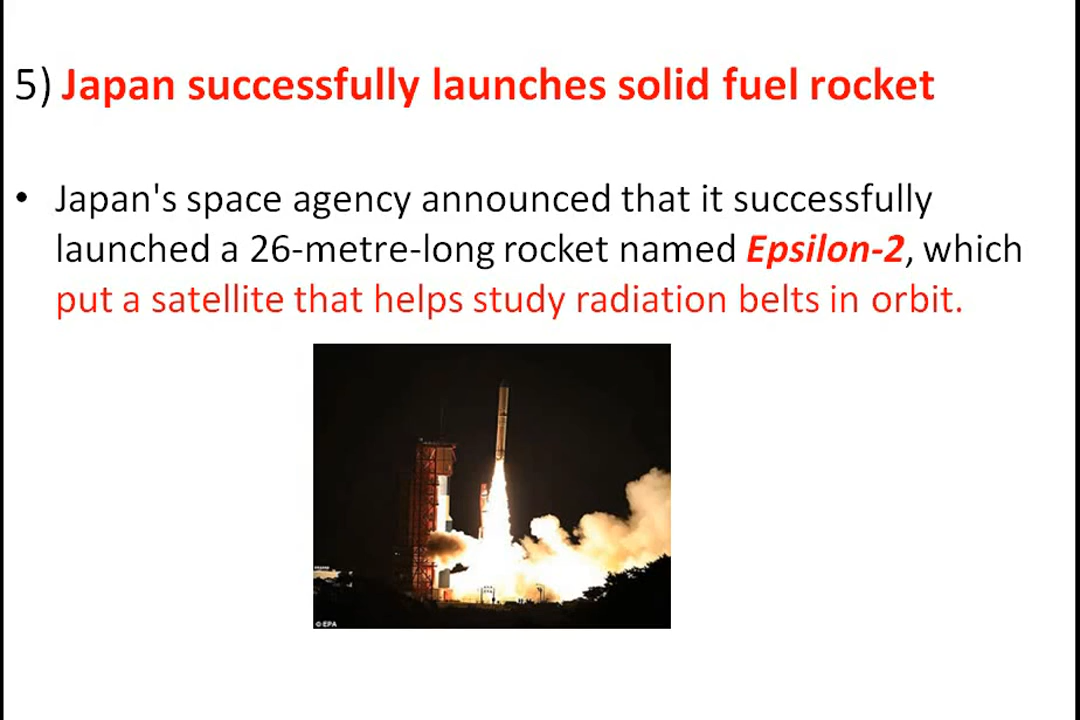 5) Japan successfully launches solid fuel rocket
• Japan's space agency announced that it successfully
launched a 26-metre-long rocket named Epsilon-2, which
put a satellite that helps study radiation belts in orbit.
© EPA